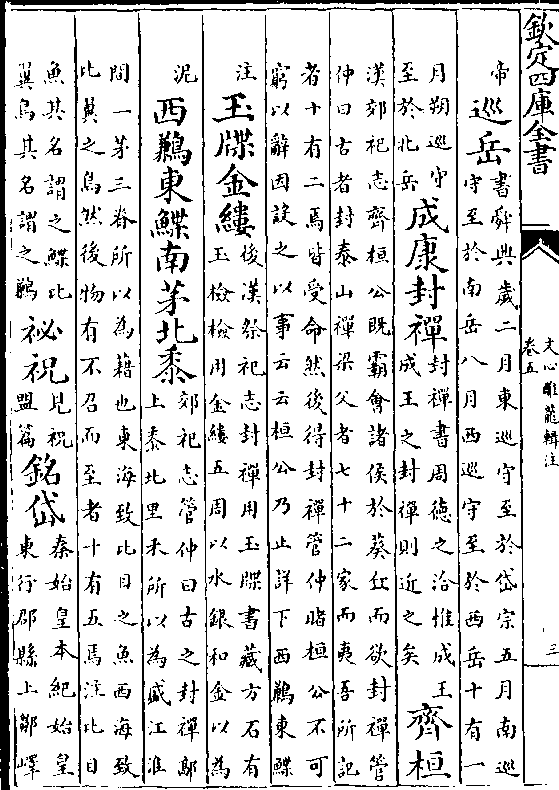 欽定四庫全書
文心雕龍輯注
卷五
三
帝
巡岳
書舜典歲二月東巡守至於岱宗五月南巡
守至於南岳八月西巡守至於西岳十有一
月朔巡守
至於北岳
成康封禪
封禪書周德之洽惟成王
成王之封禪則近之矣
齊桓
漢郊祀志齊桓公既霸會諸侯於葵丘而欲封禪管
仲曰古者封泰山禪梁父者七十二家而夷吾所記
者十有二焉皆受命然後得封禪管仲睹桓公不可
窮以辭因設之以事云云桓公乃止詳下西鶼東鰈
注
玉牒金縷
後漢祭祀志封禪用玉牒書藏方石有
玉檢檢用金縷五周以水銀和金以為
泥
西鶼東鰈南茅北黍
郊祀志管仲曰古之封禪鄗
上黍北里禾所以為盛江淮
間一茅三脊所以為藉也東海致比目之魚西海致
比翼之鳥然後物有不召而至者十有五焉注比目
魚其名謂之鰈比
翼鳥其名謂之鶼
祕祝
見祝
盟篇
銘岱
秦始皇本紀始皇
東行郡縣上鄒嶧